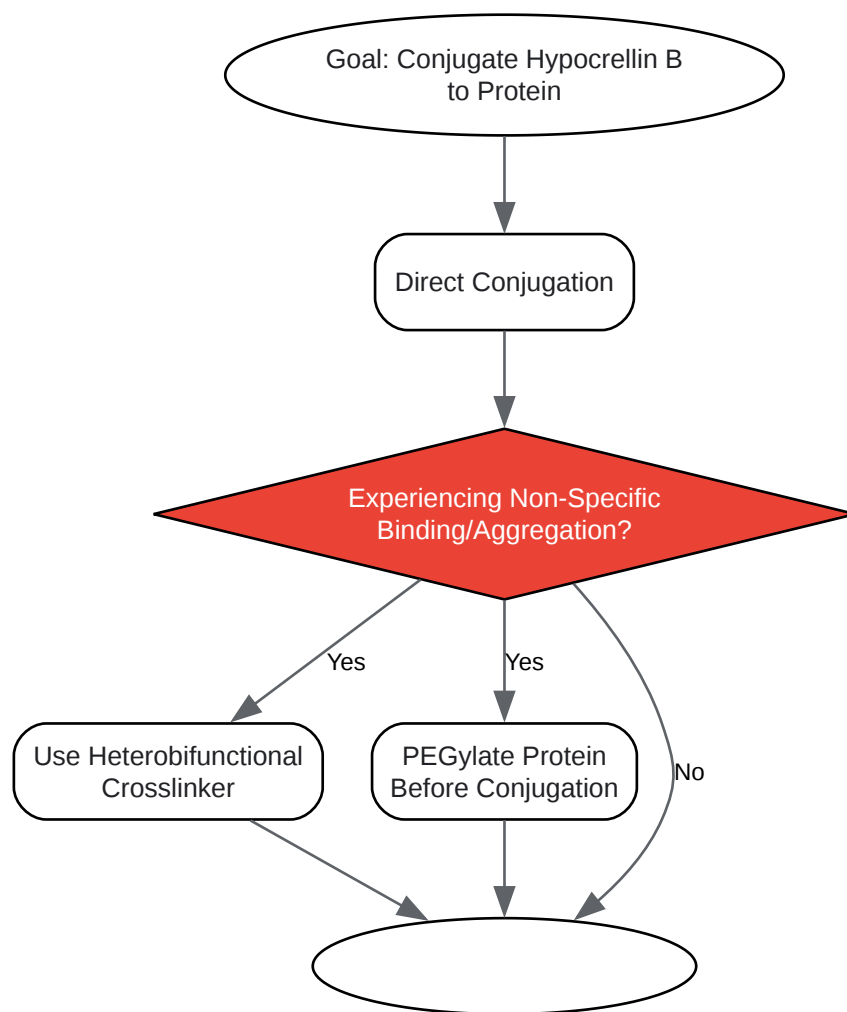 Goal: Conjugate Hypocrellin B
to Protein
Direct Conjugation
Experiencing Non-Specific
Binding/Aggregation?
Yes
Yes
No
Use Heterobifunctional
Crosslinker
PEGylate Protein
Before Conjugation